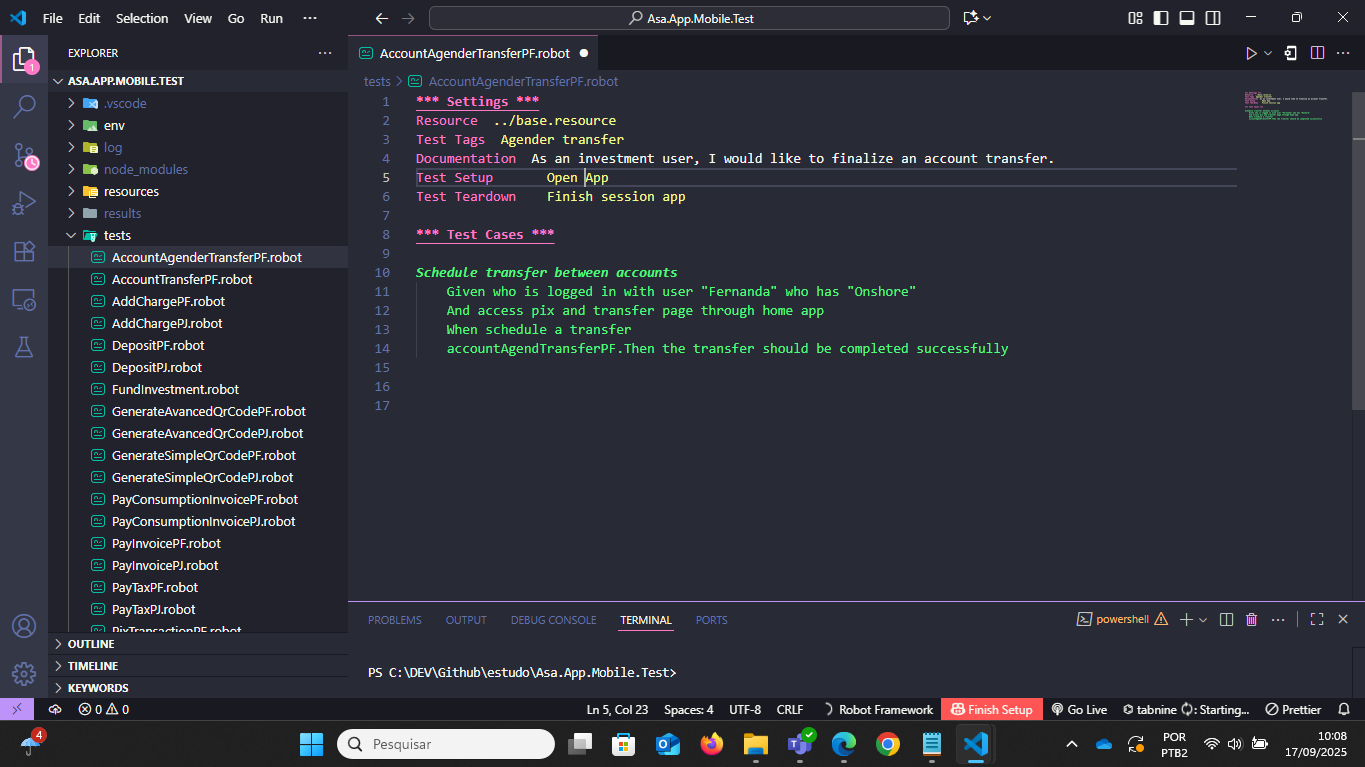 File Edit Selection View Go Run ···
Asa.App.Mobile.Test
EXPLORER
ASA.APP.MOBILE.TEST
.vscode
env
log
node_modules
resources
results
tests
AccountAgenderTransferPF.robot
AccountTransferPF.robot
AddChargePF.robot
AddChargePJ.robot
DepositPF.robot
DepositPJ.robot
FundInvestment.robot
GenerateAvancedQrCodePF.robot
GenerateAvancedQrCodePJ.robot
GenerateSimpleQrCodePF.robot
GenerateSimpleQrCodePJ.robot
PayConsumptionInvoicePF.robot
PayConsumptionInvoicePJ.robot
PayInvoicePF.robot
PayInvoicePJ.robot
PayTaxPF.robot
PayTaxPJ.robot
PixTransactionPF.robot
OUTLINE
TIMELINE
KEYWORDS
1
AccountAgenderTransferPF.robot
tests > AccountAgenderTransferPF.robot
1 *** Settings ***
2 Resource  ../base.resource
3 Test Tags  Agender transfer
4 Documentation  As an investment user, I would like to finalize an account transfer.
5 Test Setup       Open App
6 Test Teardown    Finish session app
7
8 *** Test Cases ***
9
10 Schedule transfer between accounts
11     Given who is logged in with user "Fernanda" who has "Onshore"
12     And access pix and transfer page through home app
13     When schedule a transfer
14     accountAgendTransferPF.Then the transfer should be completed successfully
15
16
17
PROBLEMS OUTPUT DEBUG CONSOLE TERMINAL PORTS
powershell
PS C:\DEV\Github\estudo\Asa.App.Mobile.Test>
0 0
Ln 5, Col 23 Spaces: 4 UTF-8 CRLF Robot Framework Finish Setup Go Live tabnine : Starting... Prettier
4
Pesquisar
POR
PTB2
10:08
17/09/2025